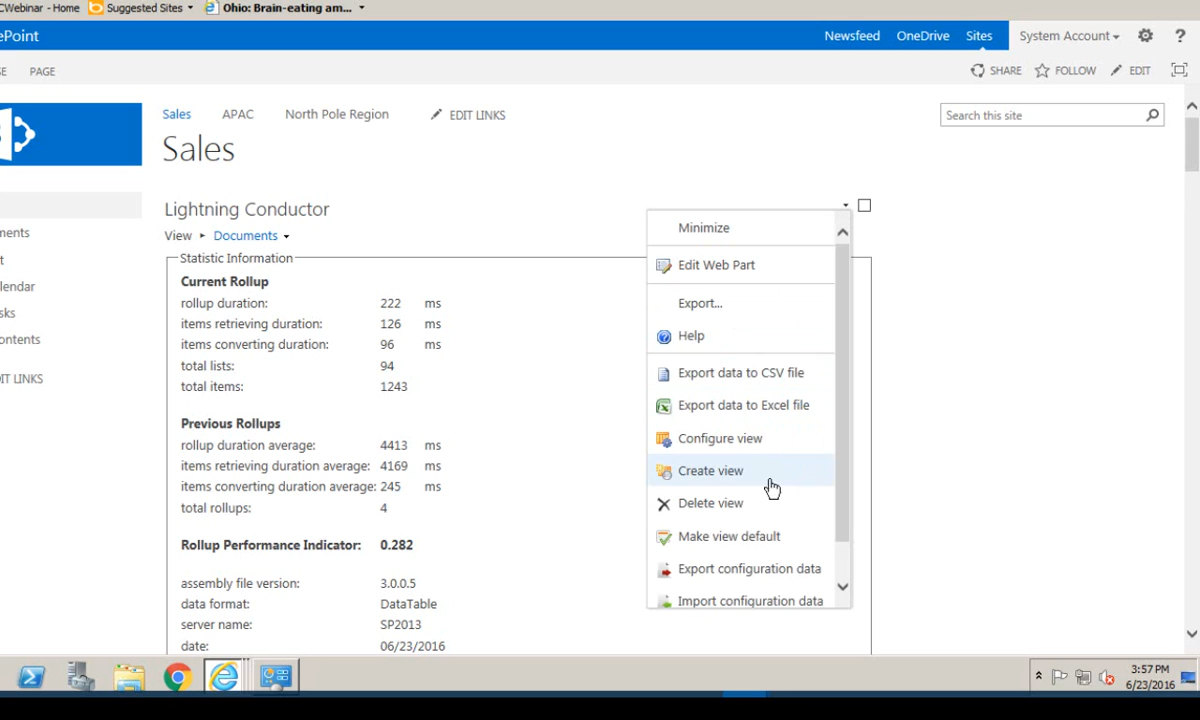 CWebinar - Home Suggested Sites Ohio: Brain-eating am...
ePoint Newsfeed OneDrive Sites System Account ?
SE PAGE SHARE FOLLOW EDIT
Sales APAC North Pole Region EDIT LINKS Search this site
Sales
Lightning Conductor
View Documents
ments
t
lendar
sks
ontents
IT LINKS
Statistic Information
Current Rollup
rollup duration: 222 ms
items retrieving duration: 126 ms
items converting duration: 96 ms
total lists: 94
total items: 1243
Previous Rollups
rollup duration average: 4413 ms
items retrieving duration average: 4169 ms
items converting duration average: 245 ms
total rollups: 4
Rollup Performance Indicator: 0.282
assembly file version: 3.0.0.5
data format: DataTable
server name: SP2013
date: 06/23/2016
Minimize
Edit Web Part
Export...
Help
Export data to CSV file
Export data to Excel file
Configure view
Create view
Delete view
Make view default
Export configuration data
Import configuration data
3:57 PM
6/23/2016